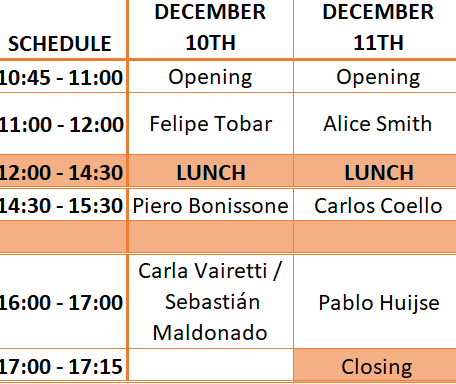 SCHEDULE DECEMBER 10TH DECEMBER 11TH
10:45 - 11:00 Opening Opening
11:00 - 12:00 Felipe Tobar Alice Smith
12:00 - 14:30 LUNCH LUNCH
14:30 - 15:30 Piero Bonissone Carlos Coello
16:00 - 17:00 Carla Vairetti / Sebastián Maldonado Pablo Huijse
17:00 - 17:15 Closing